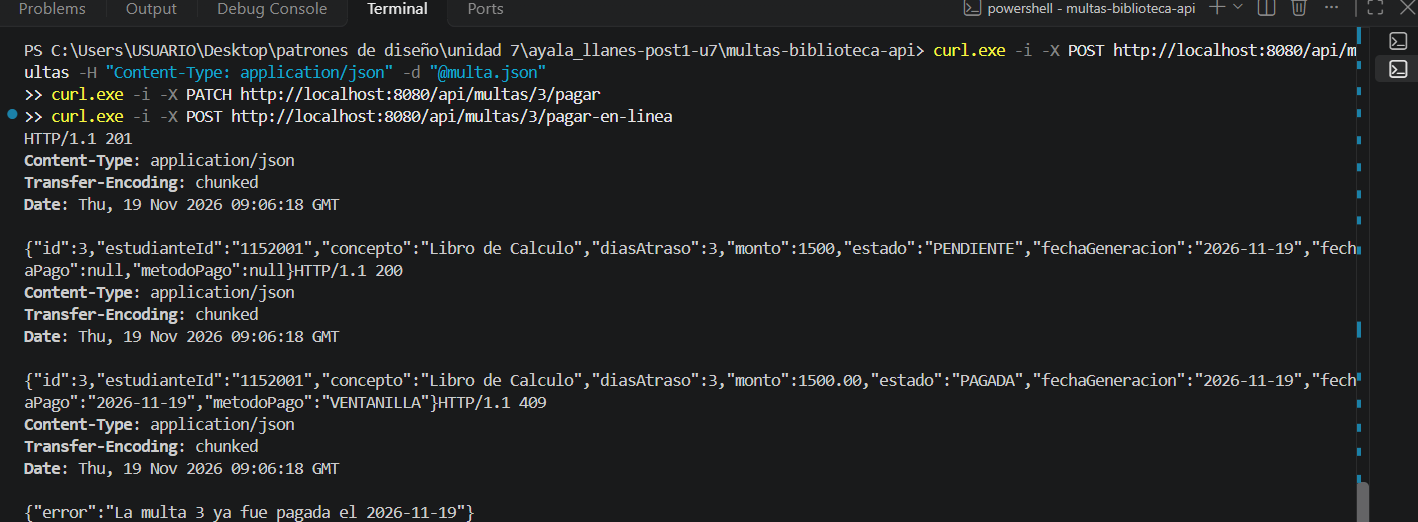 Problems Output Debug Console Terminal Ports powershell - multas-biblioteca-api
PS C:\Users\USUARIO\Desktop\patrones de diseño\unidad 7\ayala_llanes-post1-u7\multas-biblioteca-api> curl.exe -i -X POST http://localhost:8080/api/m
ultas -H "Content-Type: application/json" -d "@multa.json"
>> curl.exe -i -X PATCH http://localhost:8080/api/multas/3/pagar
>> curl.exe -i -X POST http://localhost:8080/api/multas/3/pagar-en-linea
HTTP/1.1 201
Content-Type: application/json
Transfer-Encoding: chunked
Date: Thu, 19 Nov 2026 09:06:18 GMT
{"id":3,"estudianteId":"1152001","concepto":"Libro de Calculo","diasAtraso":3,"monto":1500,"estado":"PENDIENTE","fechaGeneracion":"2026-11-19","fech
aPago":null,"metodoPago":null}HTTP/1.1 200
Content-Type: application/json
Transfer-Encoding: chunked
Date: Thu, 19 Nov 2026 09:06:18 GMT
{"id":3,"estudianteId":"1152001","concepto":"Libro de Calculo","diasAtraso":3,"monto":1500.00,"estado":"PAGADA","fechaGeneracion":"2026-11-19","fech
aPago":"2026-11-19","metodoPago":"VENTANILLA"}HTTP/1.1 409
Content-Type: application/json
Transfer-Encoding: chunked
Date: Thu, 19 Nov 2026 09:06:18 GMT
{"error":"La multa 3 ya fue pagada el 2026-11-19"}